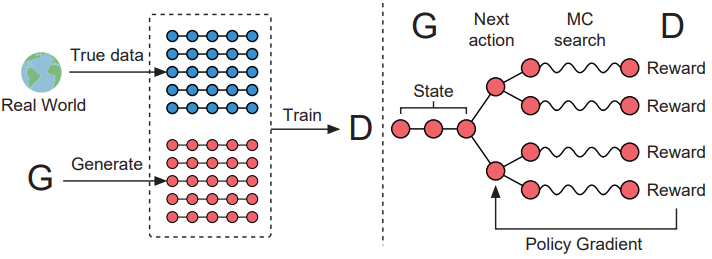 True data
Real World
Train
D
Generate
G
G
Next
action
MC
search
D
State
Reward
Reward
Reward
Reward
Policy Gradient